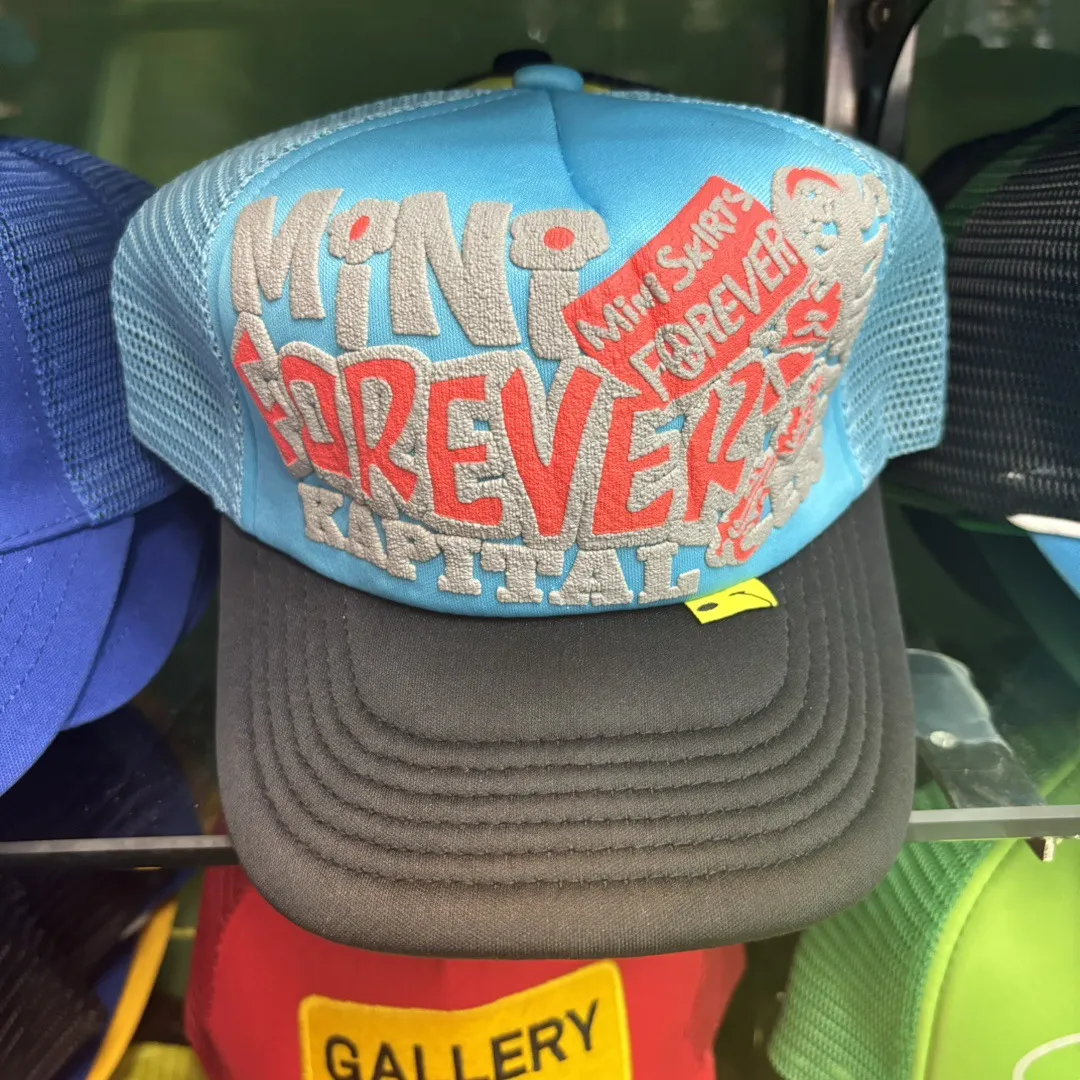 MiNi
Mini SkIRTS
FOREVER
FOREVER
KAPITAL
GALLERY